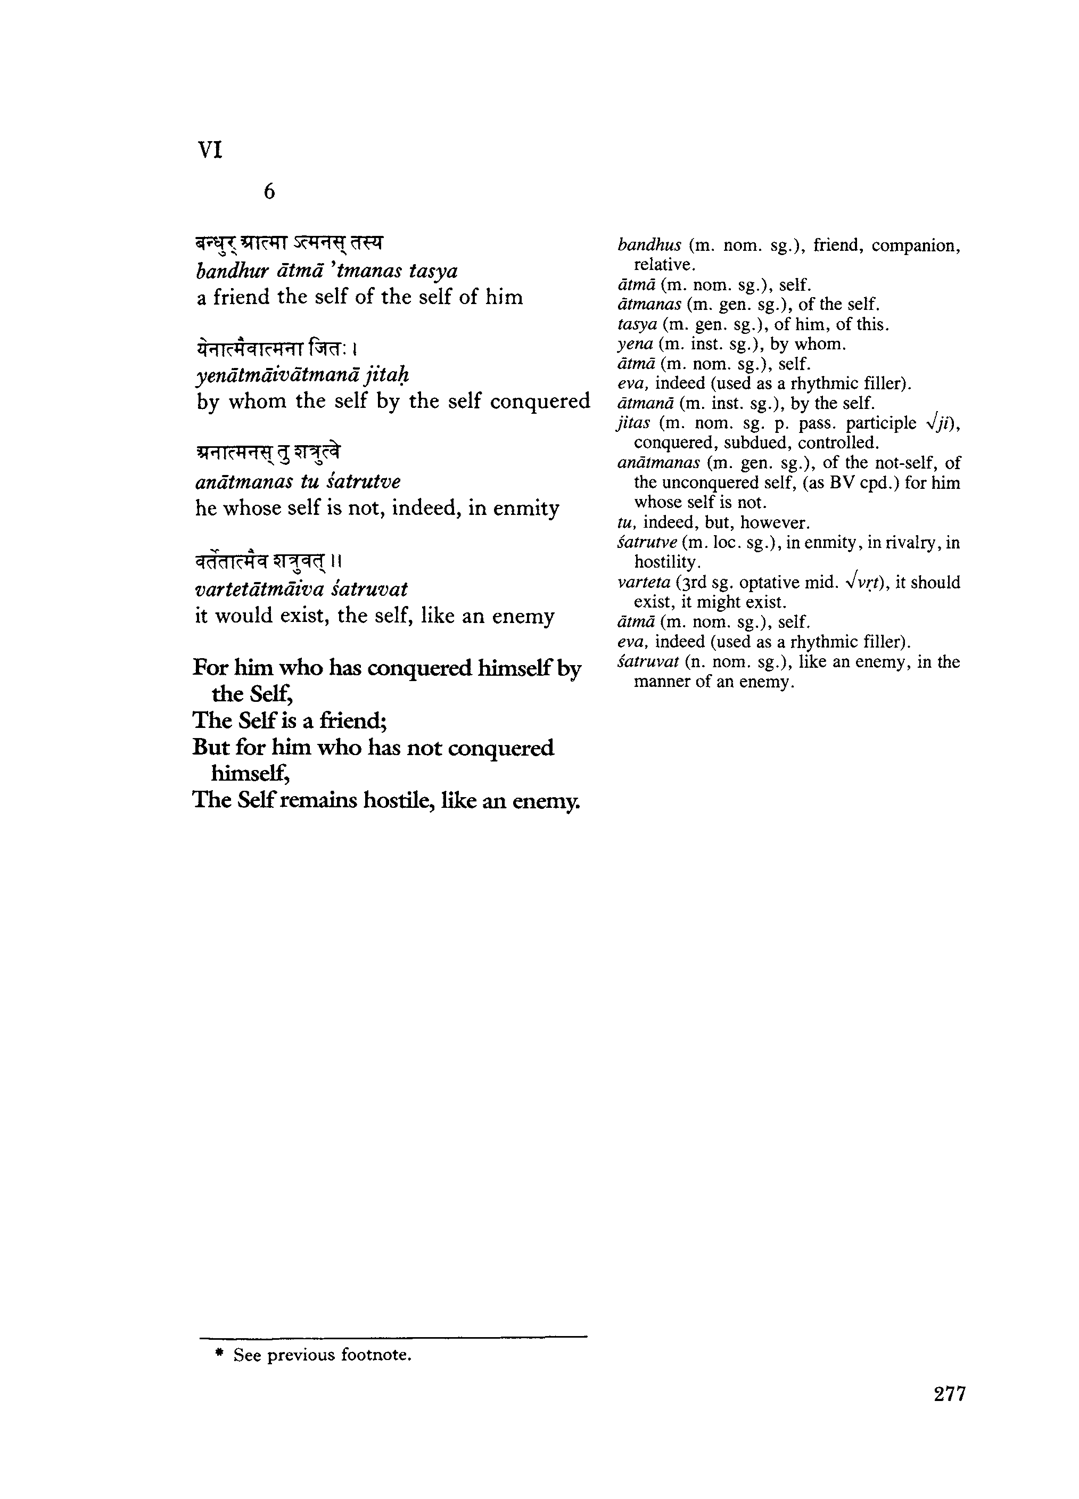 VI
6
बन्धुर् आत्मा ऽत्मनस् तस्य
bandhur ātmā 'tmanas tasya
a friend the self of the self of him
येनात्मैवात्मना जितः ।
yenātmāivātmanā jitaḥ
by whom the self by the self conquered
अनात्मनस् तु शत्रुत्वे
anātmanas tu śatrutve
he whose self is not, indeed, in enmity
वर्तेतात्मैव शत्रुवत् ॥
vartetātmāiva śatruvat
it would exist, the self, like an enemy
For him who has conquered himself by
the Self,
The Self is a friend;
But for him who has not conquered
himself,
The Self remains hostile, like an enemy.
bandhus (m. nom. sg.), friend, companion,
relative.
ātmā (m. nom. sg.), self.
ātmanas (m. gen. sg.), of the self.
tasya (m. gen. sg.), of him, of this.
yena (m. inst. sg.), by whom.
ātmā (m. nom. sg.), self.
eva, indeed (used as a rhythmic filler).
ātmanā (m. inst. sg.), by the self.
jitas (m. nom. sg. p. pass. participle √ji),
conquered, subdued, controlled.
anātmanas (m. gen. sg.), of the not-self, of
the unconquered self, (as BV cpd.) for him
whose self is not.
tu, indeed, but, however.
śatrutve (m. loc. sg.), in enmity, in rivalry, in
hostility.
varteta (3rd sg. optative mid. √vṛt), it should
exist, it might exist.
ātmā (m. nom. sg.), self.
eva, indeed (used as a rhythmic filler).
śatruvat (n. nom. sg.), like an enemy, in the
manner of an enemy.
* See previous footnote.
277